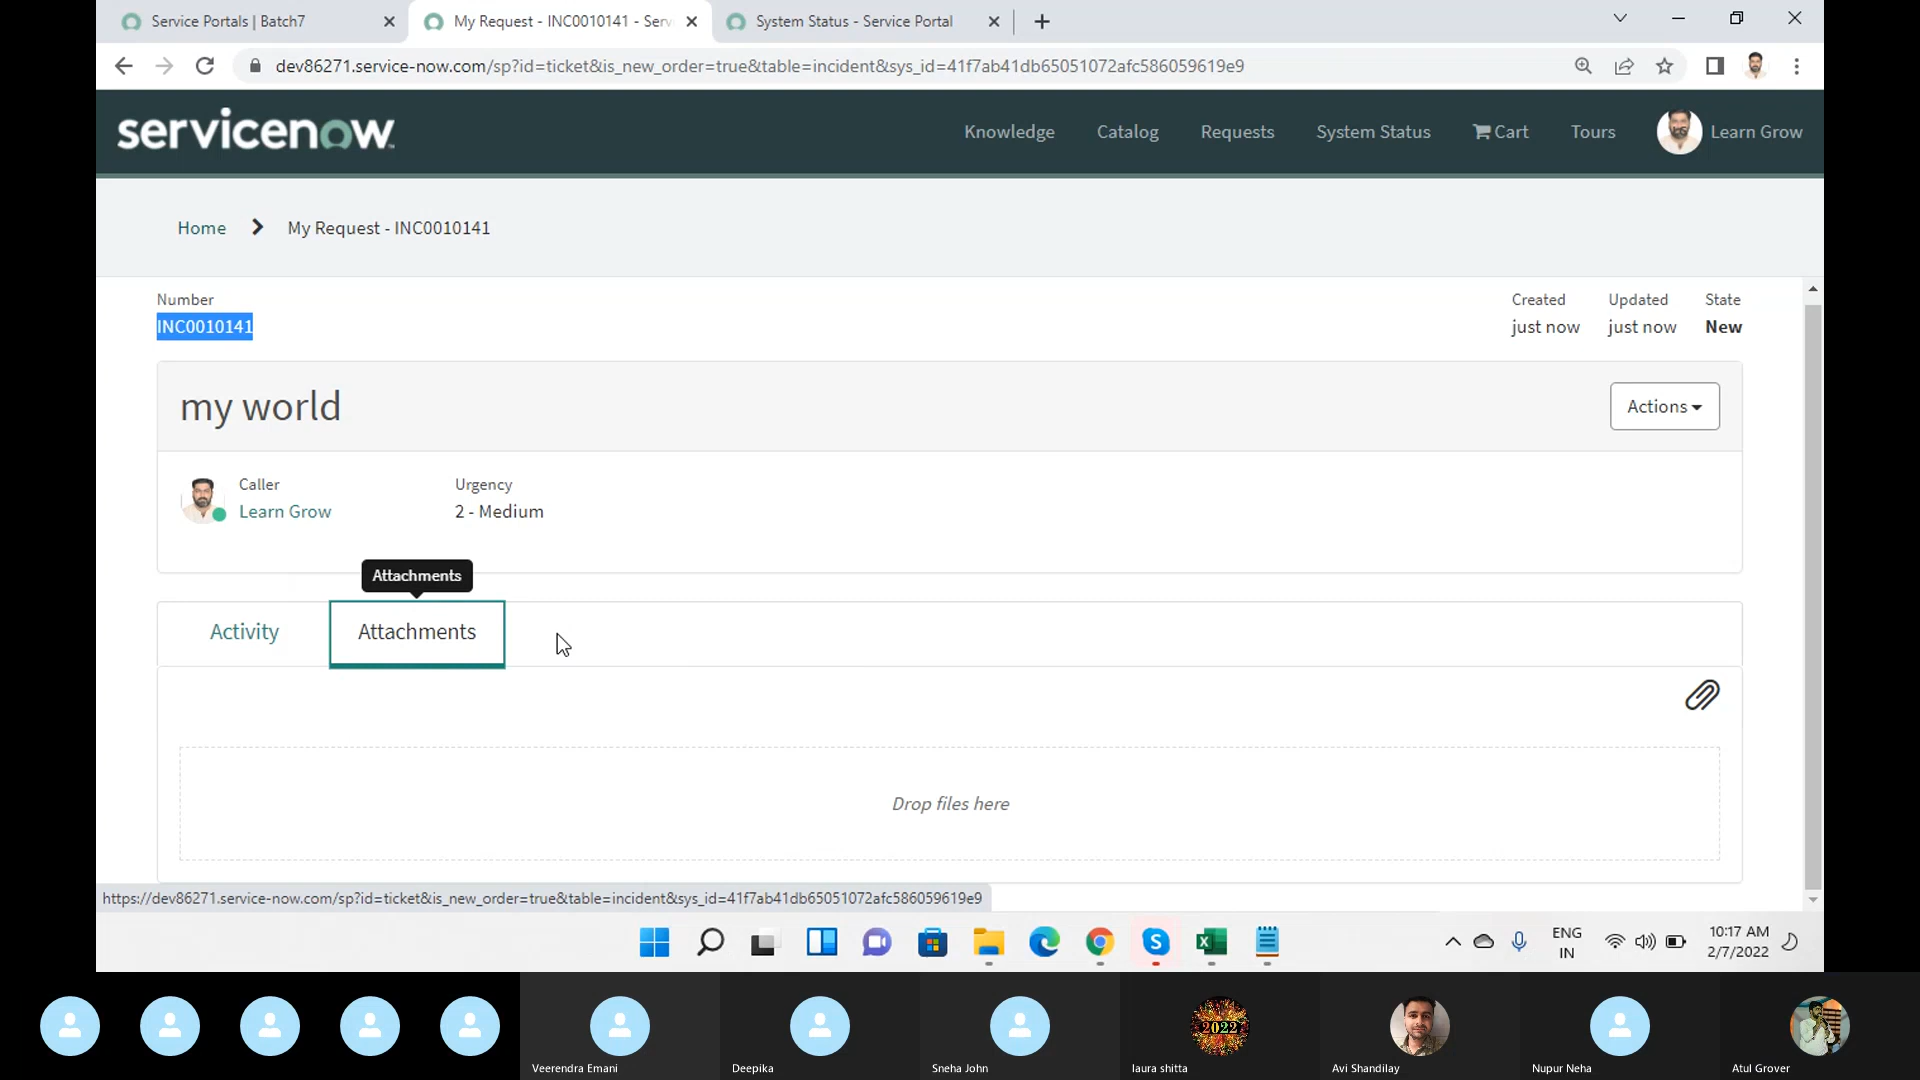 Service Portals | Batch7
My Request - INC0010141 - Serv
System Status - Service Portal
dev86271.service-now.com/sp?id=ticket&is_new_order=true&table=incident&sys_id=41f7ab41db65051072afc586059619e9
servicenow
Knowledge
Catalog
Requests
System Status
Cart
Tours
Learn Grow
Home
My Request - INC0010141
Number
INC0010141
Created
just now
Updated
just now
State
New
my world
Actions
Caller
Learn Grow
Urgency
2 - Medium
Attachments
Activity
Attachments
Drop files here
https://dev86271.service-now.com/sp?id=ticket&is_new_order=true&table=incident&sys_id=41f7ab41db65051072afc586059619e9
ENG
IN
10:17 AM
2/7/2022
2022
Veerendra Emani
Deepika
Sneha John
laura shitta
Avi Shandilay
Nupur Neha
Atul Grover